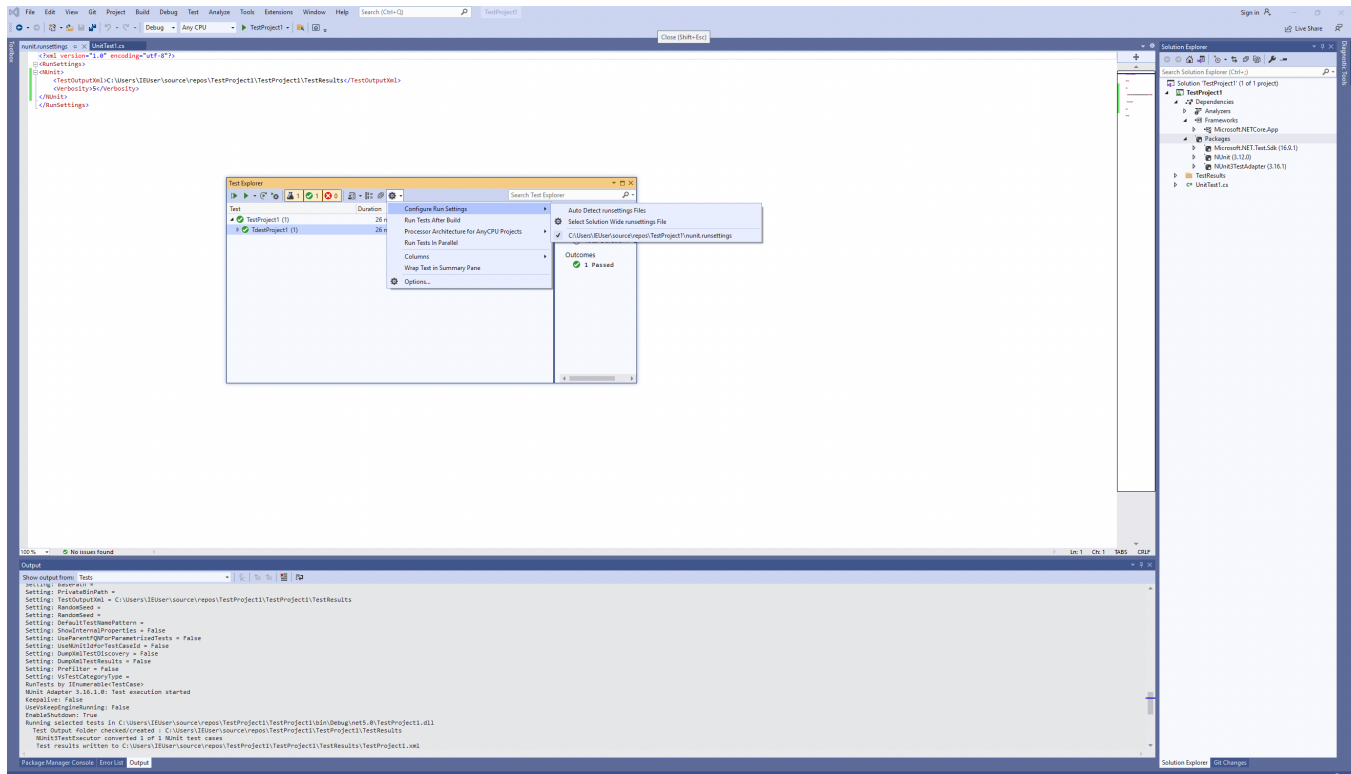 File Edit View Git Project Build Debug Test Analyze Tools Extensions Window Help Search (Ctrl+Q) TestProject1 Sign in
Debug Any CPU TestProject1 Live Share
Close (Shift+Esc)
Toolbox
nunit.runsettings UnitTest1.cs
<?xml version="1.0" encoding="utf-8"?>
<RunSettings>
<NUnit>
<TestOutputXml>C:\Users\IEUser\source\repos\TestProject1\TestProject1\TestResults</TestOutputXml>
<Verbosity>5</Verbosity>
</NUnit>
</RunSettings>
Test Explorer
1 1 0 Search Test Explorer
Test Duration
TestProject1 (1) 26
TdestProject1 (1) 26
Configure Run Settings
Run Tests After Build
Processor Architecture for AnyCPU Projects
Run Tests In Parallel
Columns
Wrap Text in Summary Pane
Options...
Auto Detect runsettings Files
Select Solution Wide runsettings File
C:\Users\IEUser\source\repos\TestProject1\nunit.runsettings
Outcomes
1 Passed
100 % No issues found Ln: 1 Ch: 1 TABS CRLF
Output
Show output from: Tests
Setting: BasePath =
Setting: PrivateBinPath =
Setting: TestOutputXml = C:\Users\IEUser\source\repos\TestProject1\TestProject1\TestResults
Setting: RandomSeed =
Setting: RandomSeed =
Setting: DefaultTestNamePattern =
Setting: ShowInternalProperties = False
Setting: UseParentFQNForParametrizedTests = False
Setting: UseNUnitIdforTestCaseId = False
Setting: DumpXmlTestDiscovery = False
Setting: DumpXmlTestResults = False
Setting: PreFilter = False
Setting: VsTestCategoryType =
RunTests by IEnumerable<TestCase>
NUnit Adapter 3.16.1.0: Test execution started
Keepalive: False
UseVsKeepEngineRunning: False
EnableShutdown: True
Running selected tests in C:\Users\IEUser\source\repos\TestProject1\TestProject1\bin\Debug\net5.0\TestProject1.dll
Test Output folder checked/created : C:\Users\IEUser\source\repos\TestProject1\TestProject1\TestResults
NUnit3TestExecutor converted 1 of 1 NUnit test cases
Test results written to C:\Users\IEUser\source\repos\TestProject1\TestProject1\TestResults\TestProject1.xml
Package Manager Console Error List Output
Solution Explorer
Search Solution Explorer (Ctrl+;)
Solution 'TestProject1' (1 of 1 project)
TestProject1
Dependencies
Analyzers
Frameworks
Microsoft.NETCore.App
Packages
Microsoft.NET.Test.Sdk (16.9.1)
NUnit (3.12.0)
NUnit3TestAdapter (3.16.1)
TestResults
C# UnitTest1.cs
Solution Explorer Git Changes
Diagnostic Tools